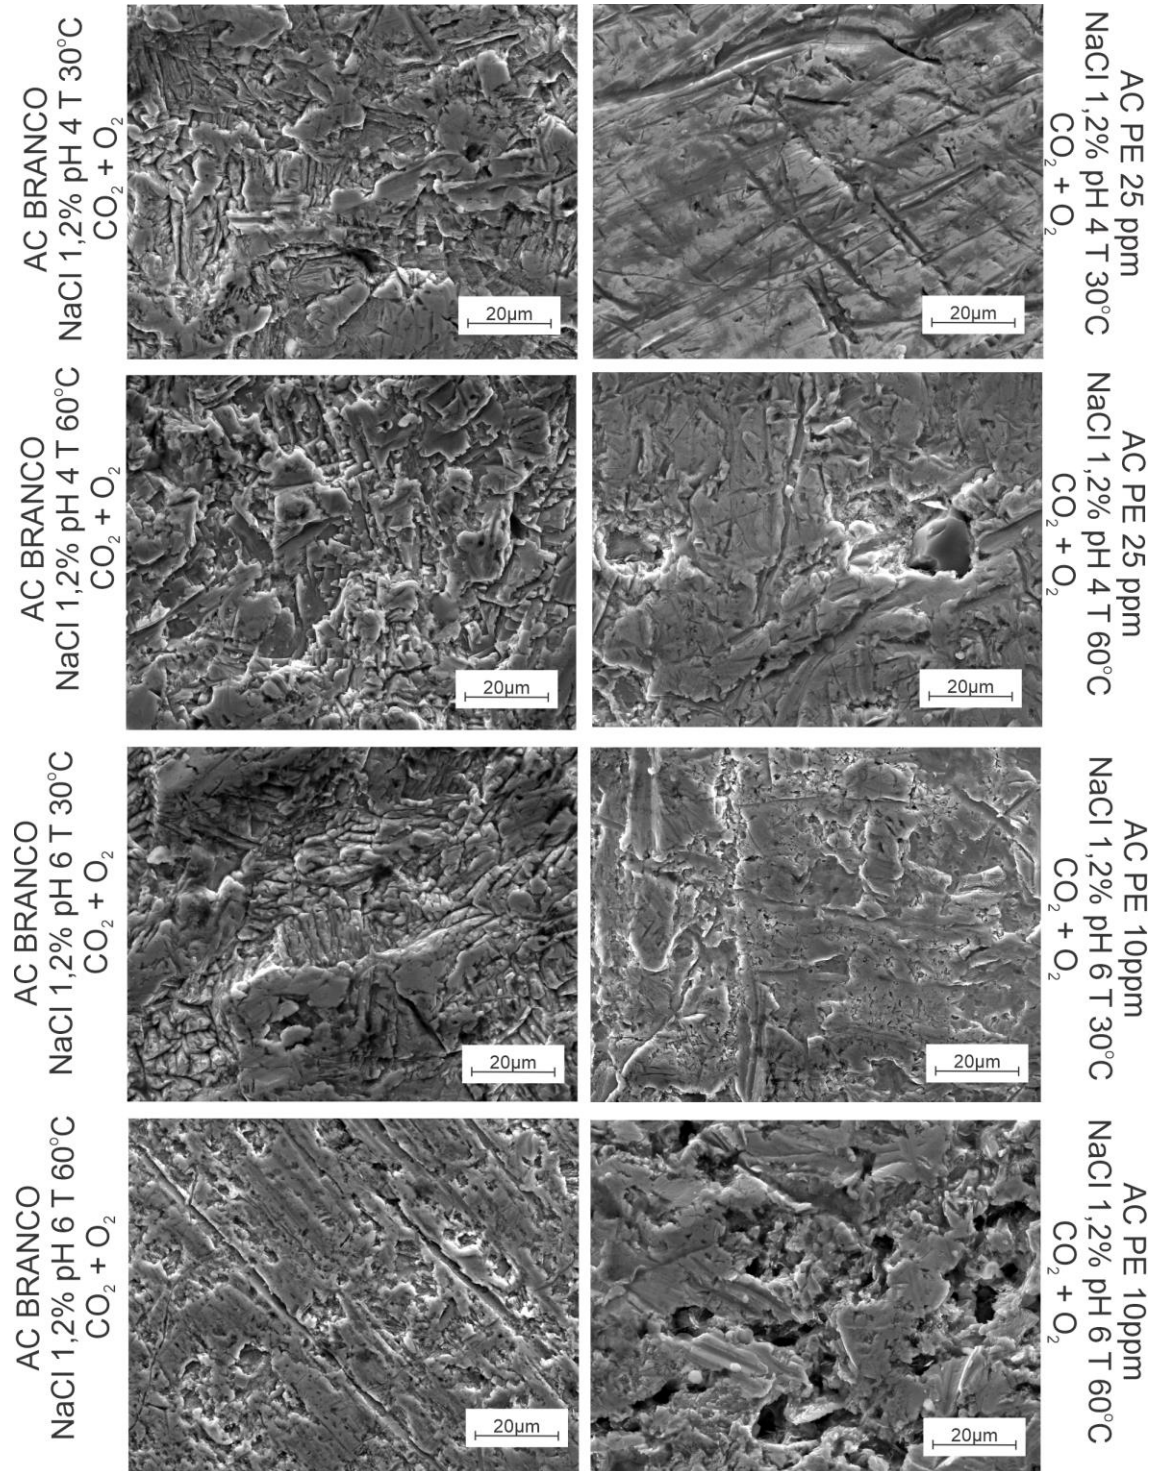 AC BRANCO
NaCl 1,2% pH 4 T 30°C
CO₂ + O₂
20µm
20µm
AC PE 25 ppm
NaCl 1,2% pH 4 T 30°C
CO₂ + O₂
AC BRANCO
NaCl 1,2% pH 4 T 60°C
CO₂ + O₂
20µm
20µm
AC PE 25 ppm
NaCl 1,2% pH 4 T 60°C
CO₂ + O₂
AC BRANCO
NaCl 1,2% pH 6 T 30°C
CO₂ + O₂
20µm
20µm
AC PE 10ppm
NaCl 1,2% pH 6 T 30°C
CO₂ + O₂
AC BRANCO
NaCl 1,2% pH 6 T 60°C
CO₂ + O₂
20µm
20µm
AC PE 10ppm
NaCl 1,2% pH 6 T 60°C
CO₂ + O₂